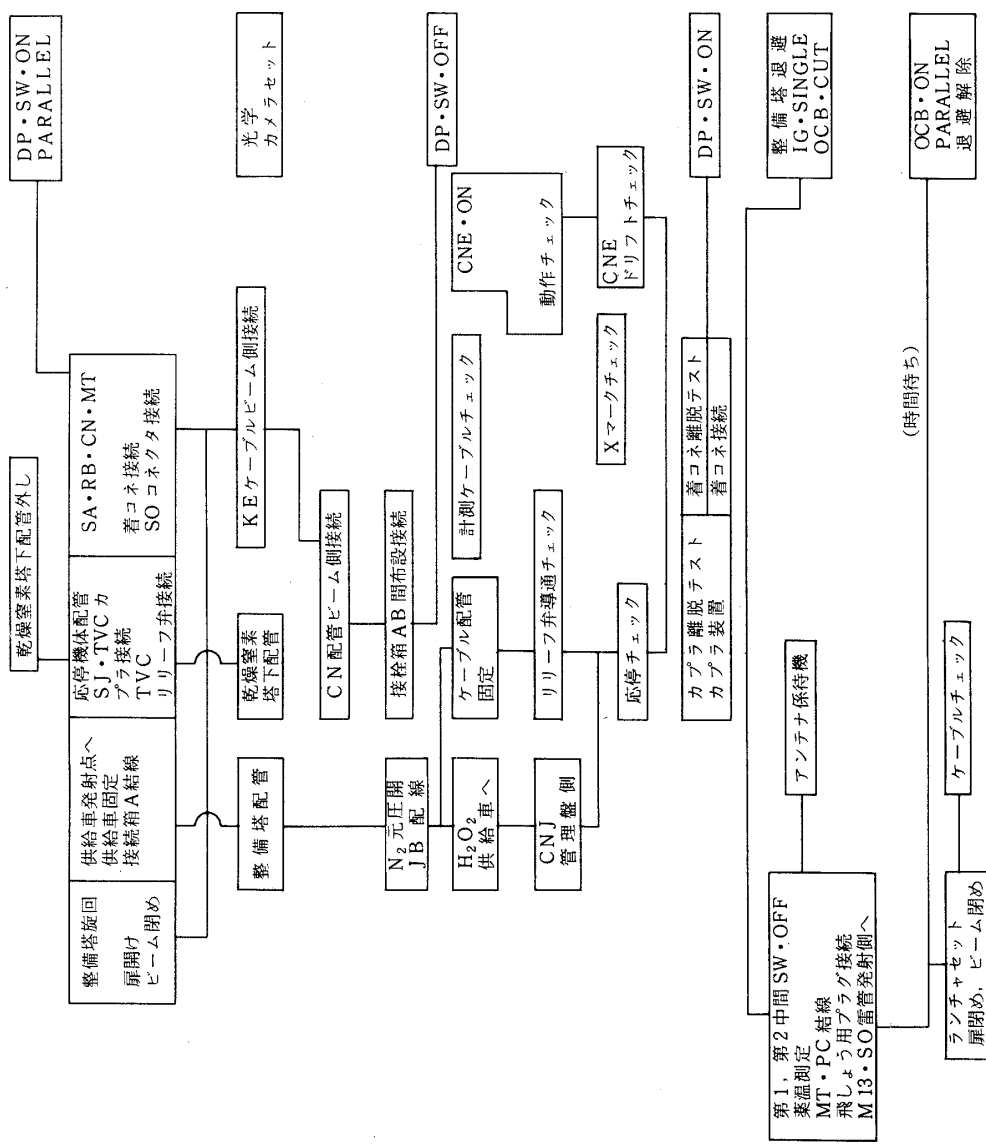 乾燥窒素塔下配管外し
整備塔旋回
扉開け
ビーム閉め
供給車発射点へ
供給車固定
接続箱A結線
応停機体配管
SJ・TVCカ
プラ接続
TVC
リリーフ弁接続
SA・RB・CN・MT
着コネ接続
SOコネクタ接続
DP・SW・ON
PARALLEL
整備塔配管
乾燥窒素
塔下配管
KEケーブルビーム側接続
光学
カメラセット
CN配管ビーム側接続
N₂元圧開
JB配線
接栓箱AB間布設接続
DP・SW・OFF
H₂O₂
供給車へ
ケーブル配管
固定
計測ケーブルチェック
CNE・ON
動作チェック
CNJ
管理盤側
リリーフ弁導通チェック
応停チェック
Xマークチェック
CNE
ドリフトチェック
カプラ離脱テスト
カプラ装置
着コネ離脱テスト
着コネ接続
DP・SW・ON
第1，第2中間SW・OFF
薬温測定
MT・PC結線
飛しょう用プラグ接続
M13・SO雷管発射側へ
アンテナ係待機
整備塔退避
IG・SINGLE
OCB・CUT
(時間待ち)
OCB・ON
PARALLEL
退避解除
ランチャセット
扉閉め，ビーム閉め
ケーブルチェック